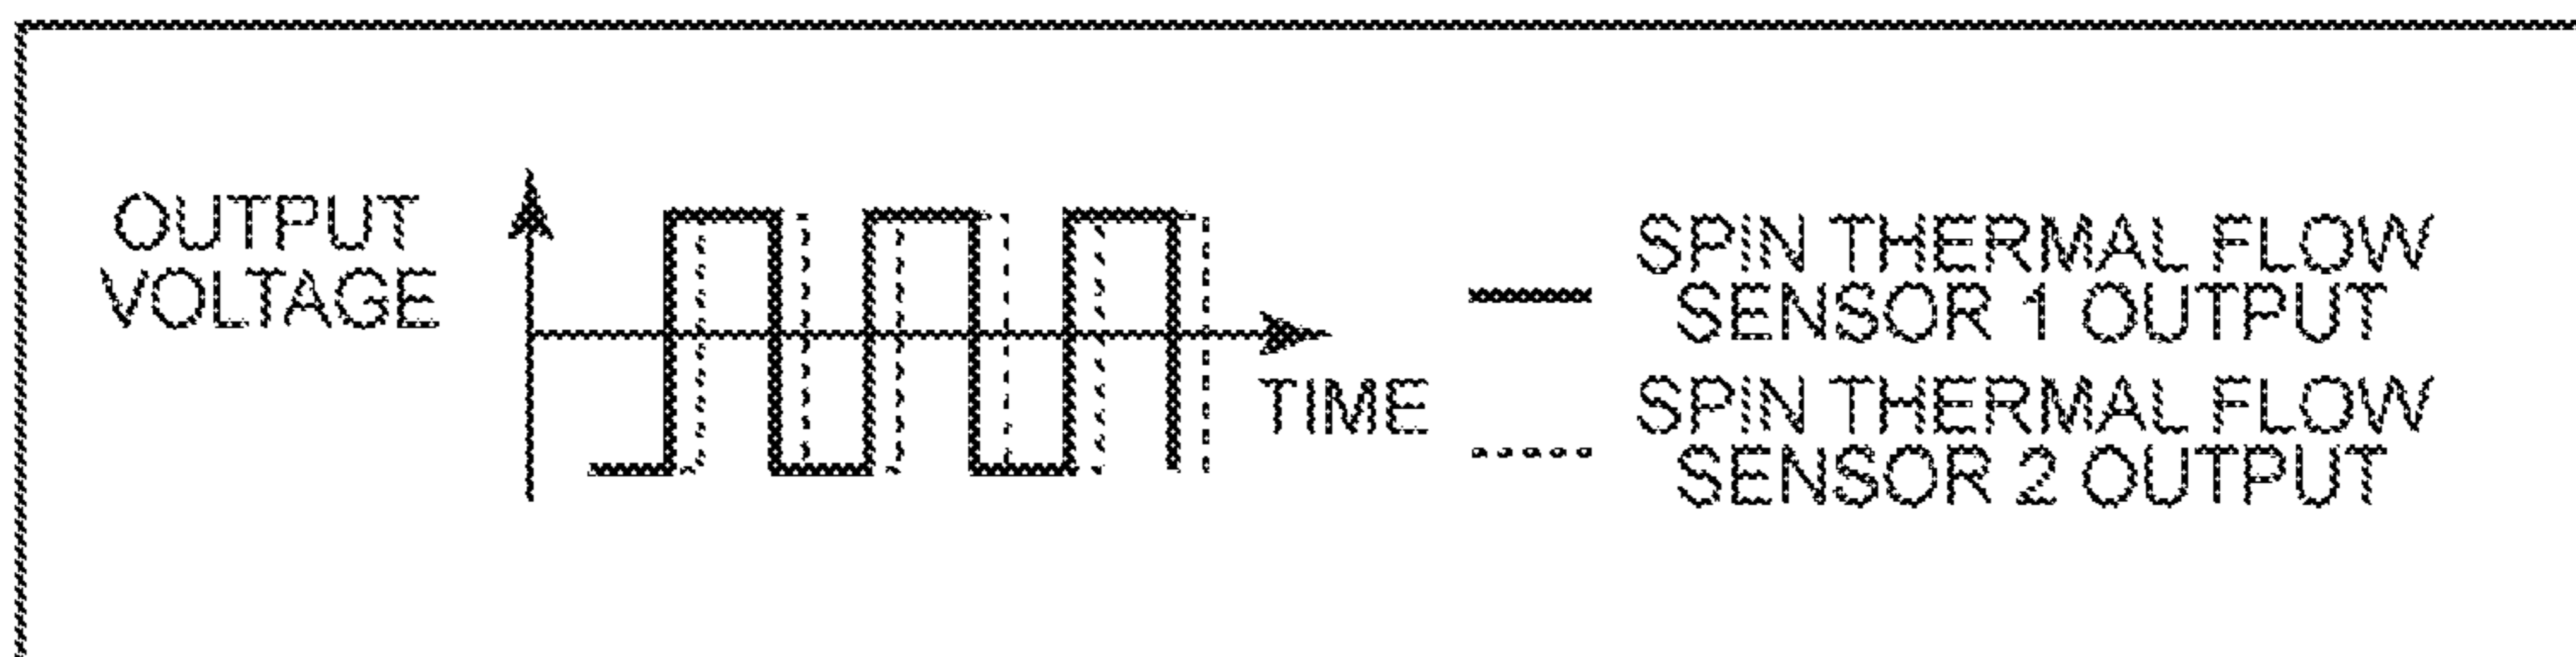 OUTPUT
VOLTAGE
TIME
SPIN THERMAL FLOW
SENSOR 1 OUTPUT
SPIN THERMAL FLOW
SENSOR 2 OUTPUT